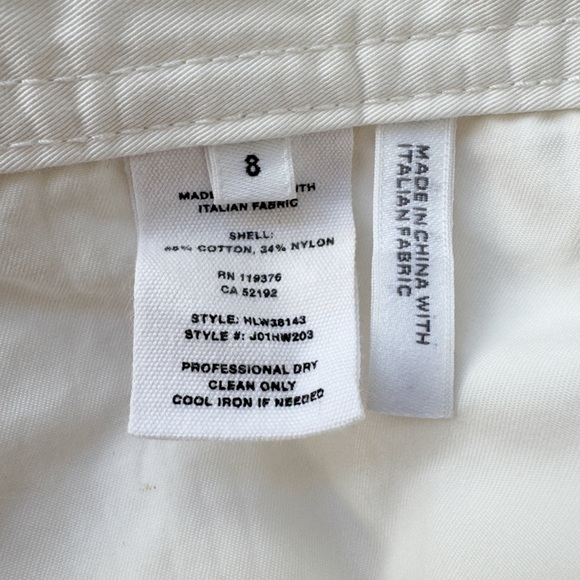 8
MADE WITH
ITALIAN FABRIC
SHELL:
66% COTTON, 34% NYLON
RN 119376
CA 52192
STYLE: HLW38143
STYLE #: J01HW203
PROFESSIONAL DRY
CLEAN ONLY
COOL IRON IF NEEDED
MADE IN CHINA WITH
ITALIAN FABRIC